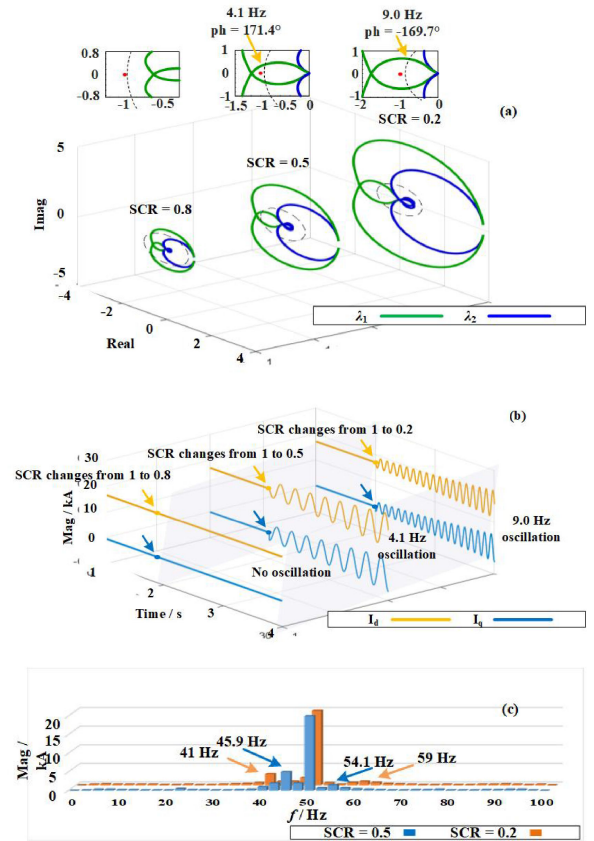 4.1 Hz
ph = 171.4°
9.0 Hz
ph = -169.7°
0.8
0
-0.8
-1 -0.5
1
0
-1
-1.5 -1 -0.5 0
1
0
-1
-2 -1 0
SCR = 0.2
(a)
5
0
-5
Imag
SCR = 0.8
SCR = 0.5
-4
-2
0
2
4
Real
λ1 λ2
(b)
SCR changes from 1 to 0.2
SCR changes from 1 to 0.5
SCR changes from 1 to 0.8
30
20
10
0
Mag / kA
4.1 Hz
oscillation
9.0 Hz
oscillation
No oscillation
1
2
3
4
Time / s
Id Iq
(c)
20
15
10
5
0
Mag / kA
45.9 Hz
41 Hz
54.1 Hz
59 Hz
0 10 20 30 40 50 60 70 80 90 100
f / Hz
SCR = 0.5 SCR = 0.2